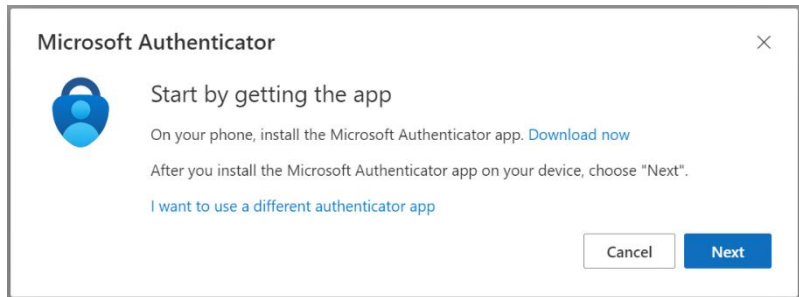 Microsoft Authenticator
Start by getting the app
On your phone, install the Microsoft Authenticator app. Download now
After you install the Microsoft Authenticator app on your device, choose "Next".
I want to use a different authenticator app
Cancel
Next